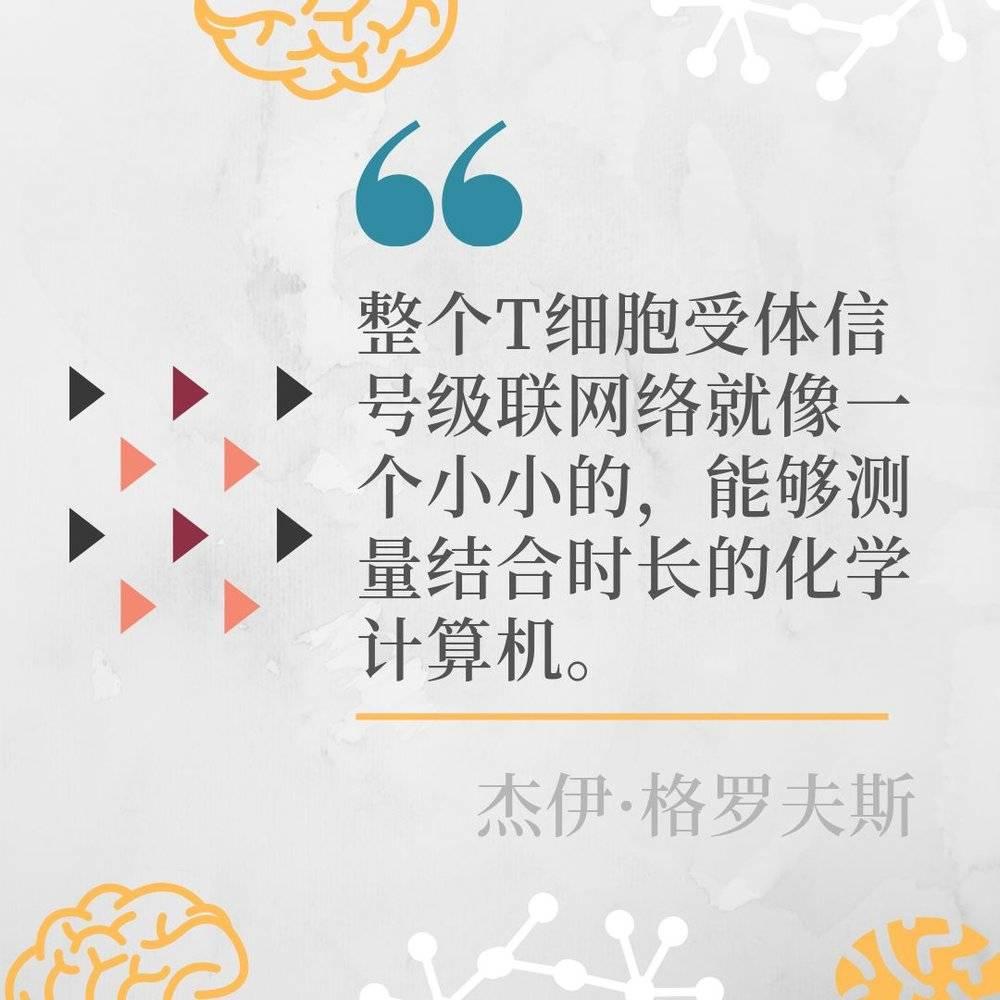 整个T细胞受体信
号级联网络就像一
个小小的，能够测
量结合时长的化学
计算机。
杰伊·格罗夫斯